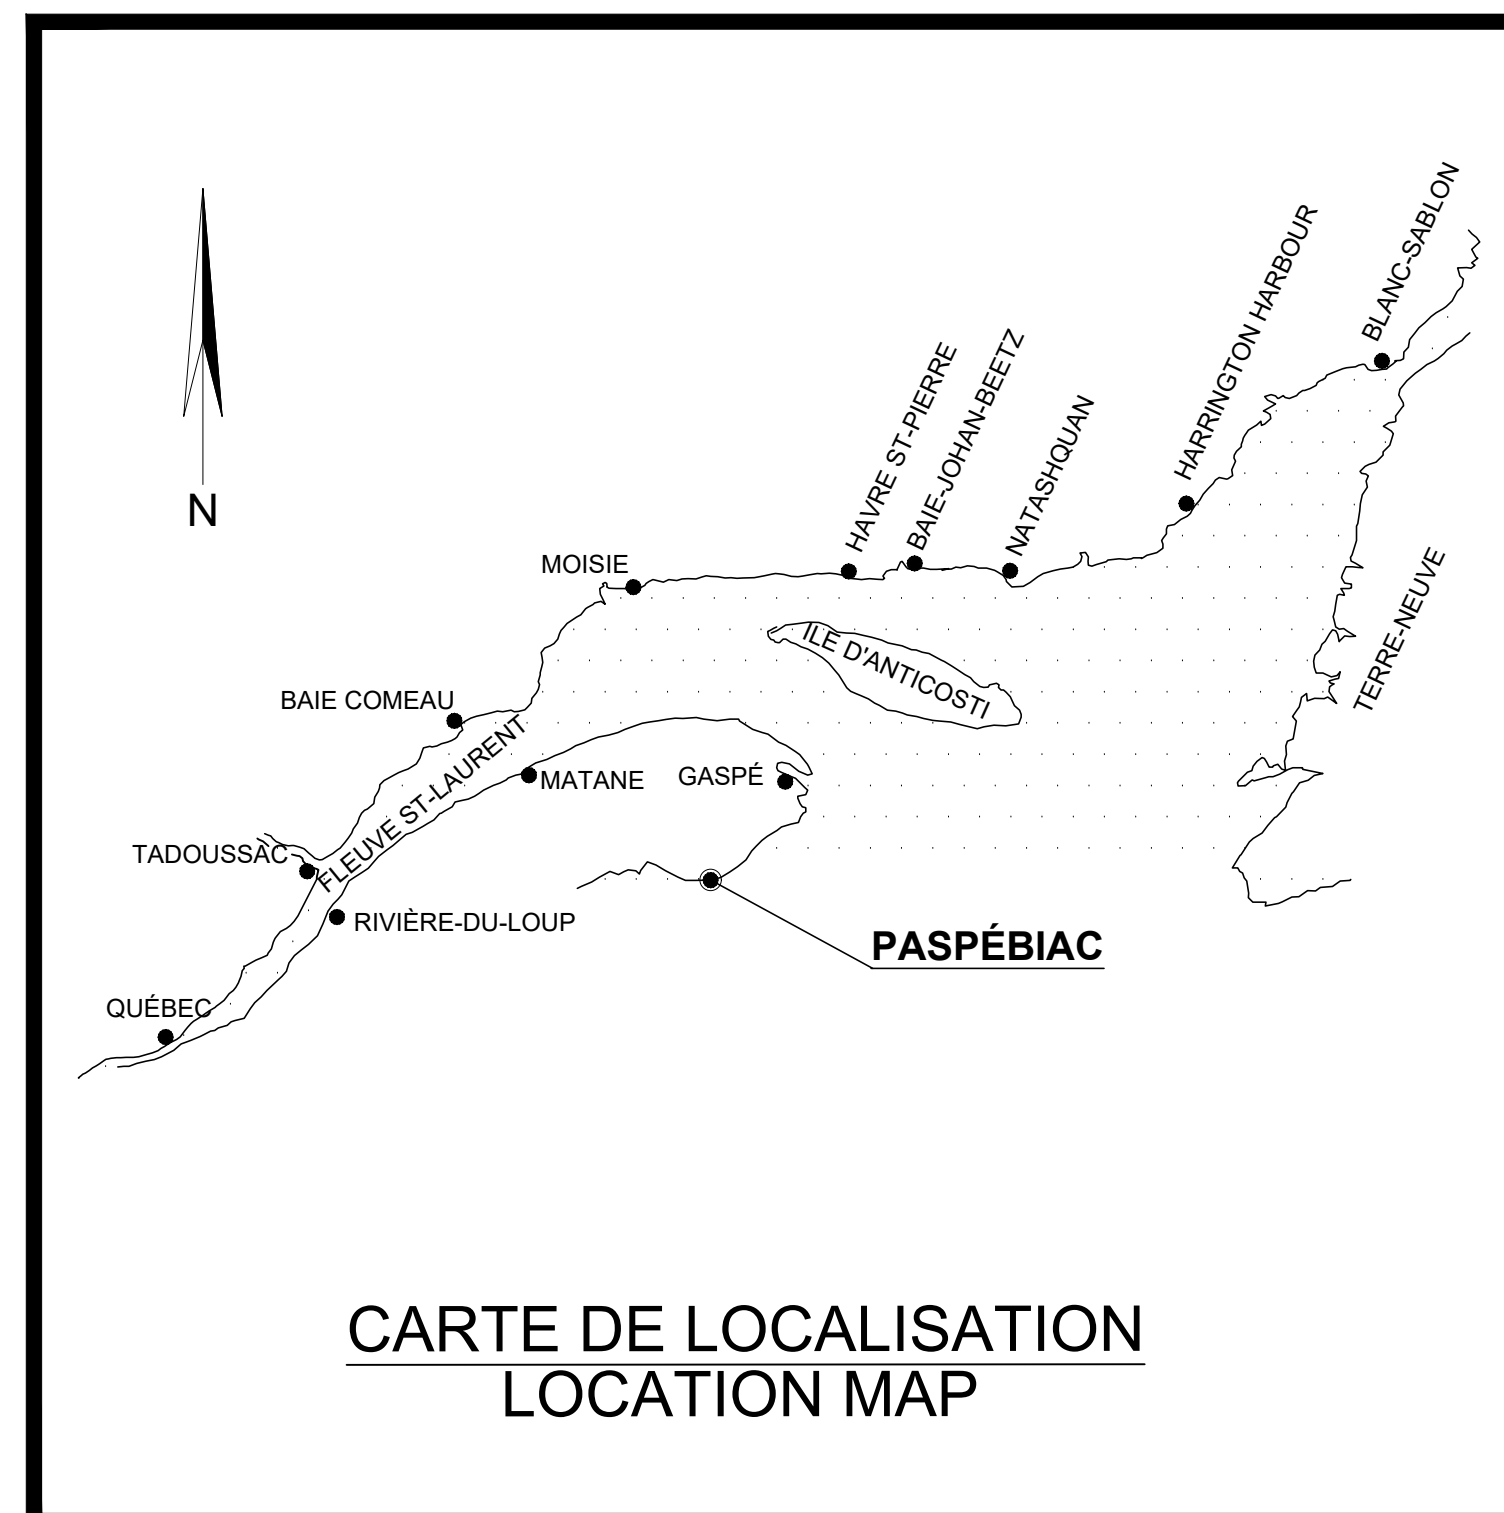 BLANC-SABLON
HARRINGTON HARBOUR
HAVRE ST-PIERRE
BAIE-JOHAN-BEETZ
NATASHQUAN
N
MOISIE
TERRE-NEUVE
ILE D'ANTICOSTI
BAIE COMEAU
FLEUVE ST-LAURENT
MATANE
GASPÉ
TADOUSSAC
RIVIÈRE-DU-LOUP
PASPÉBIAC
QUÉBEC
CARTE DE LOCALISATION
LOCATION MAP